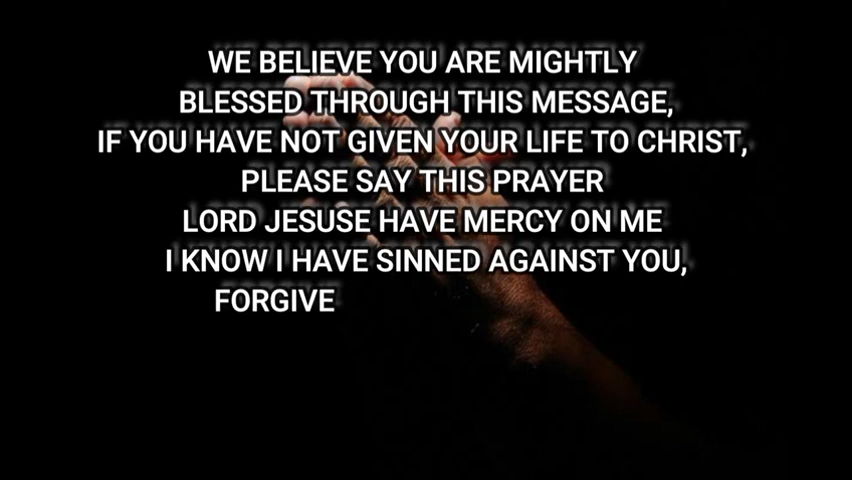 WE BELIEVE YOU ARE MIGHTLY
BLESSED THROUGH THIS MESSAGE,
IF YOU HAVE NOT GIVEN YOUR LIFE TO CHRIST,
PLEASE SAY THIS PRAYER
LORD JESUSE HAVE MERCY ON ME
I KNOW I HAVE SINNED AGAINST YOU,
FORGIVE